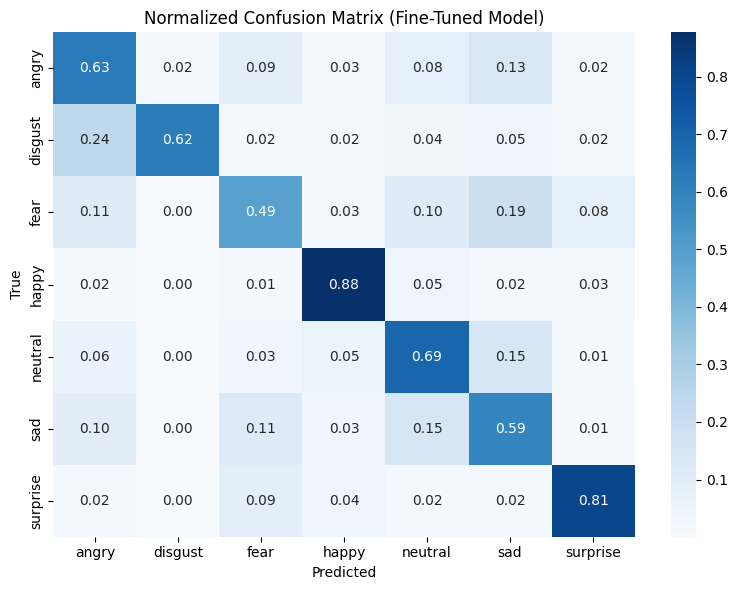 Normalized Confusion Matrix (Fine-Tuned Model)
angry 0.63 0.02 0.09 0.03 0.08 0.13 0.02
disgust 0.24 0.62 0.02 0.02 0.04 0.05 0.02
fear 0.11 0.00 0.49 0.03 0.10 0.19 0.08
happy 0.02 0.00 0.01 0.88 0.05 0.02 0.03
neutral 0.06 0.00 0.03 0.05 0.69 0.15 0.01
sad 0.10 0.00 0.11 0.03 0.15 0.59 0.01
surprise 0.02 0.00 0.09 0.04 0.02 0.02 0.81
True
angry disgust fear happy neutral sad surprise
Predicted
0.8
0.7
0.6
0.5
0.4
0.3
0.2
0.1